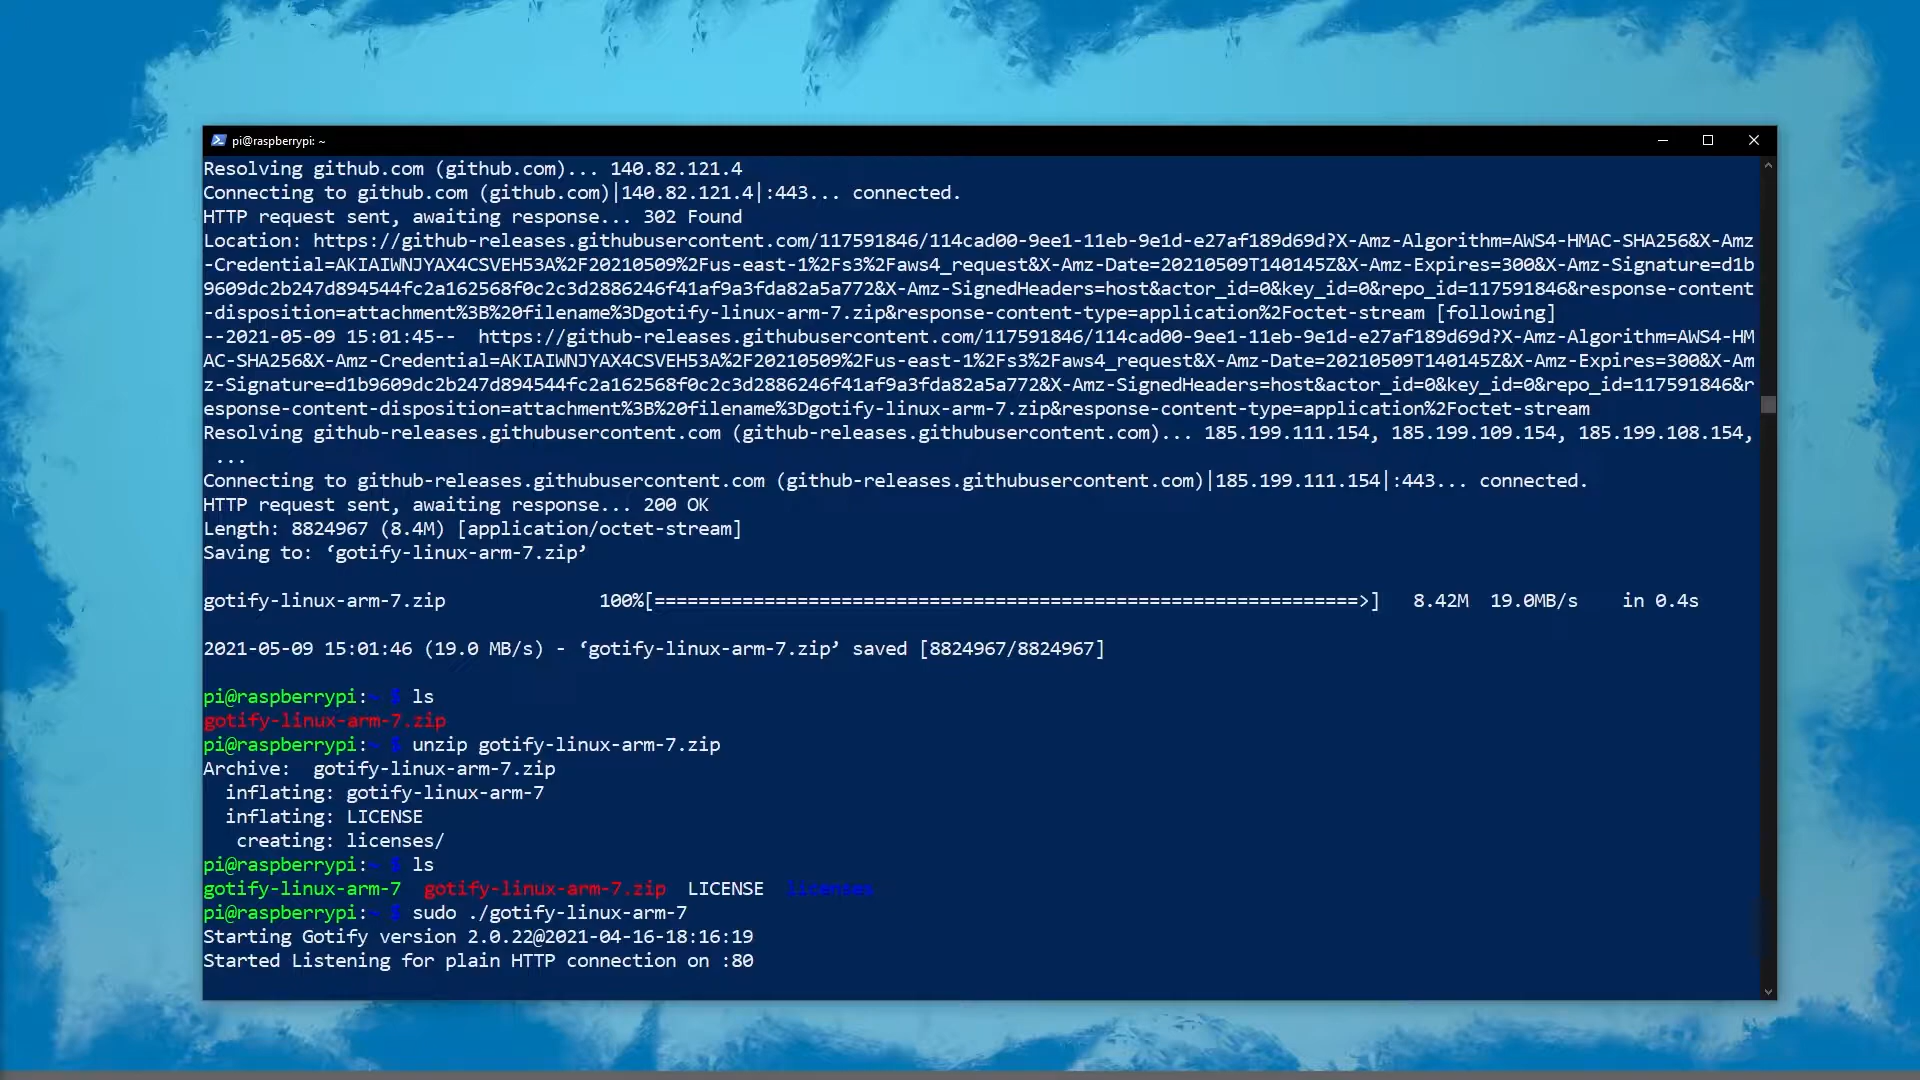 pi@raspberrypi: ~
Resolving github.com (github.com)... 140.82.121.4
Connecting to github.com (github.com)|140.82.121.4|:443... connected.
HTTP request sent, awaiting response... 302 Found
Location: https://github-releases.githubusercontent.com/117591846/114cad00-9ee1-11eb-9e1d-e27af189d69d?X-Amz-Algorithm=AWS4-HMAC-SHA256&X-Amz
-Credential=AKIAIWNJYAX4CSVEH53A%2F20210509%2Fus-east-1%2Fs3%2Faws4_request&X-Amz-Date=20210509T140145Z&X-Amz-Expires=300&X-Amz-Signature=d1b
9609dc2b247d894544fc2a162568f0c2c3d2886246f41af9a3fda82a5a772&X-Amz-SignedHeaders=host&actor_id=0&key_id=0&repo_id=117591846&response-content
-disposition=attachment%3B%20filename%3Dgotify-linux-arm-7.zip&response-content-type=application%2Foctet-stream [following]
--2021-05-09 15:01:45--  https://github-releases.githubusercontent.com/117591846/114cad00-9ee1-11eb-9e1d-e27af189d69d?X-Amz-Algorithm=AWS4-HM
AC-SHA256&X-Amz-Credential=AKIAIWNJYAX4CSVEH53A%2F20210509%2Fus-east-1%2Fs3%2Faws4_request&X-Amz-Date=20210509T140145Z&X-Amz-Expires=300&X-Am
z-Signature=d1b9609dc2b247d894544fc2a162568f0c2c3d2886246f41af9a3fda82a5a772&X-Amz-SignedHeaders=host&actor_id=0&key_id=0&repo_id=117591846&r
esponse-content-disposition=attachment%3B%20filename%3Dgotify-linux-arm-7.zip&response-content-type=application%2Foctet-stream
Resolving github-releases.githubusercontent.com (github-releases.githubusercontent.com)... 185.199.111.154, 185.199.109.154, 185.199.108.154,
...
Connecting to github-releases.githubusercontent.com (github-releases.githubusercontent.com)|185.199.111.154|:443... connected.
HTTP request sent, awaiting response... 200 OK
Length: 8824967 (8.4M) [application/octet-stream]
Saving to: ‘gotify-linux-arm-7.zip’
gotify-linux-arm-7.zip 100%[================================================================>] 8.42M 19.0MB/s in 0.4s
2021-05-09 15:01:46 (19.0 MB/s) - ‘gotify-linux-arm-7.zip’ saved [8824967/8824967]
pi@raspberrypi:~ $ ls
gotify-linux-arm-7.zip
pi@raspberrypi:~ $ unzip gotify-linux-arm-7.zip
Archive:  gotify-linux-arm-7.zip
inflating: gotify-linux-arm-7
inflating: LICENSE
creating: licenses/
pi@raspberrypi:~ $ ls
gotify-linux-arm-7  gotify-linux-arm-7.zip  LICENSE  licenses
pi@raspberrypi:~ $ sudo ./gotify-linux-arm-7
Starting Gotify version 2.0.22@2021-04-16-18:16:19
Started Listening for plain HTTP connection on :80